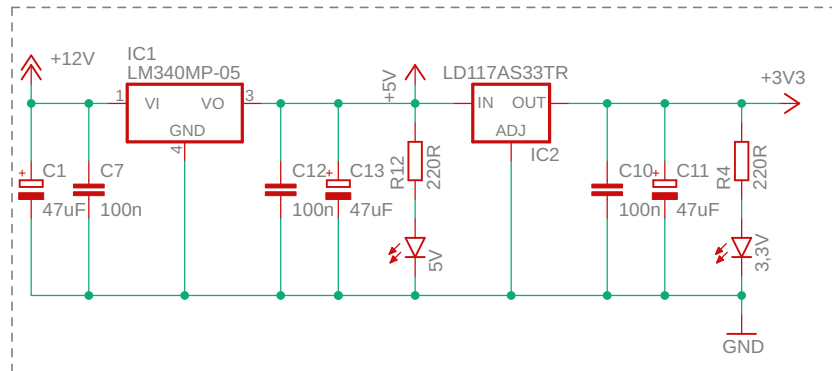 +12V
IC1
LM340MP-05
1
VI
VO
3
GND
4
+5V
LD117AS33TR
IN
OUT
ADJ
IC2
+3V3
+
C1
47uF
C7
100n
C12
100n
+
C13
47uF
R12
220R
5V
C10
100n
+
C11
47uF
R4
220R
3,3V
GND